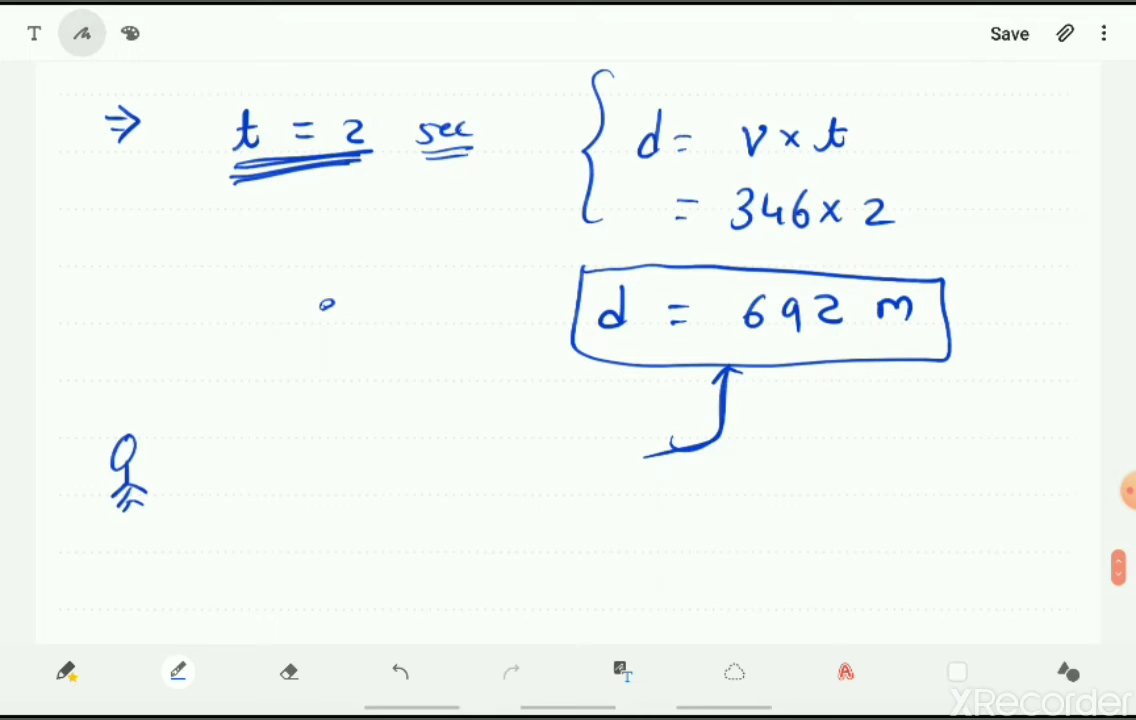 T Save
⇒ t = 2 sec
d = v × t
= 346 × 2
d = 692 m
T A
XRecorder